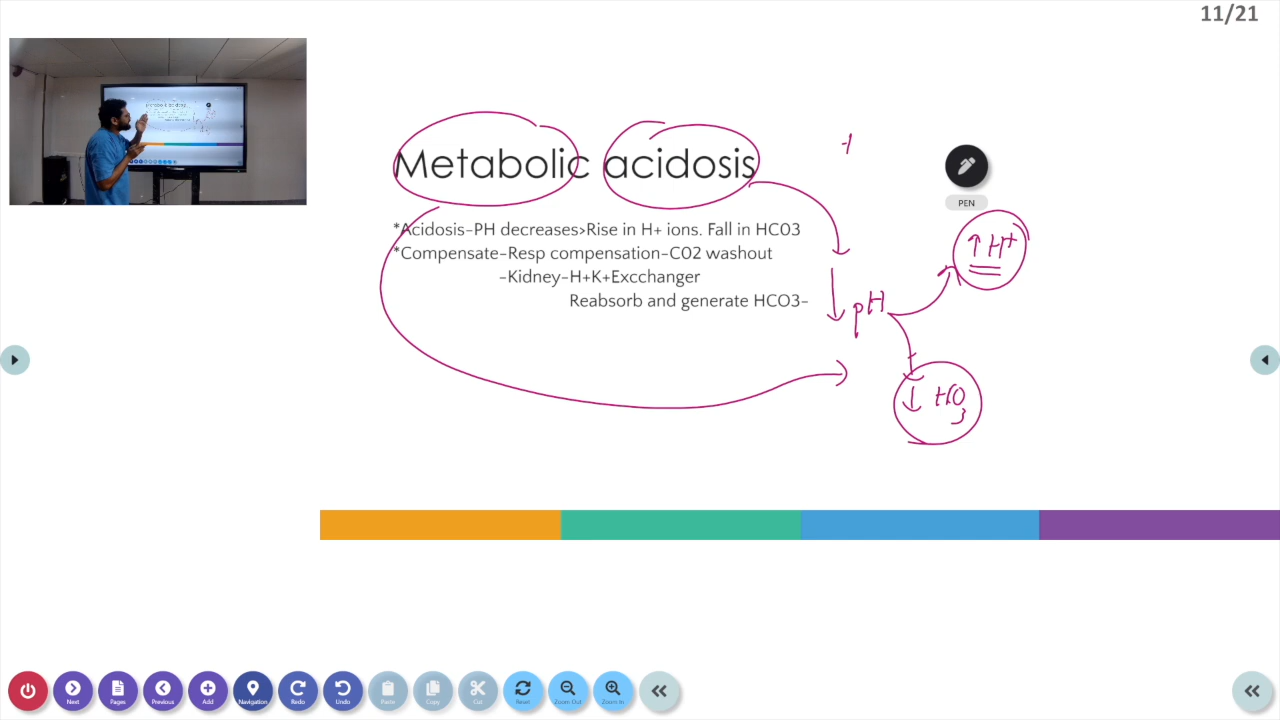 11/21
Metabolic acidosis
*Acidosis-PH decreases>Rise in H+ ions. Fall in HC03
*Compensate-Resp compensation-C02 washout
-Kidney-H+K+Excchanger
Reabsorb and generate HCO3-
PEN
↑ H+
↓ pH
↓ HCO3
Next
Pages
Previous
Add
Navigation
Redo
Undo
Paste
Copy
Cut
Reset
Zoom Out
Zoom In